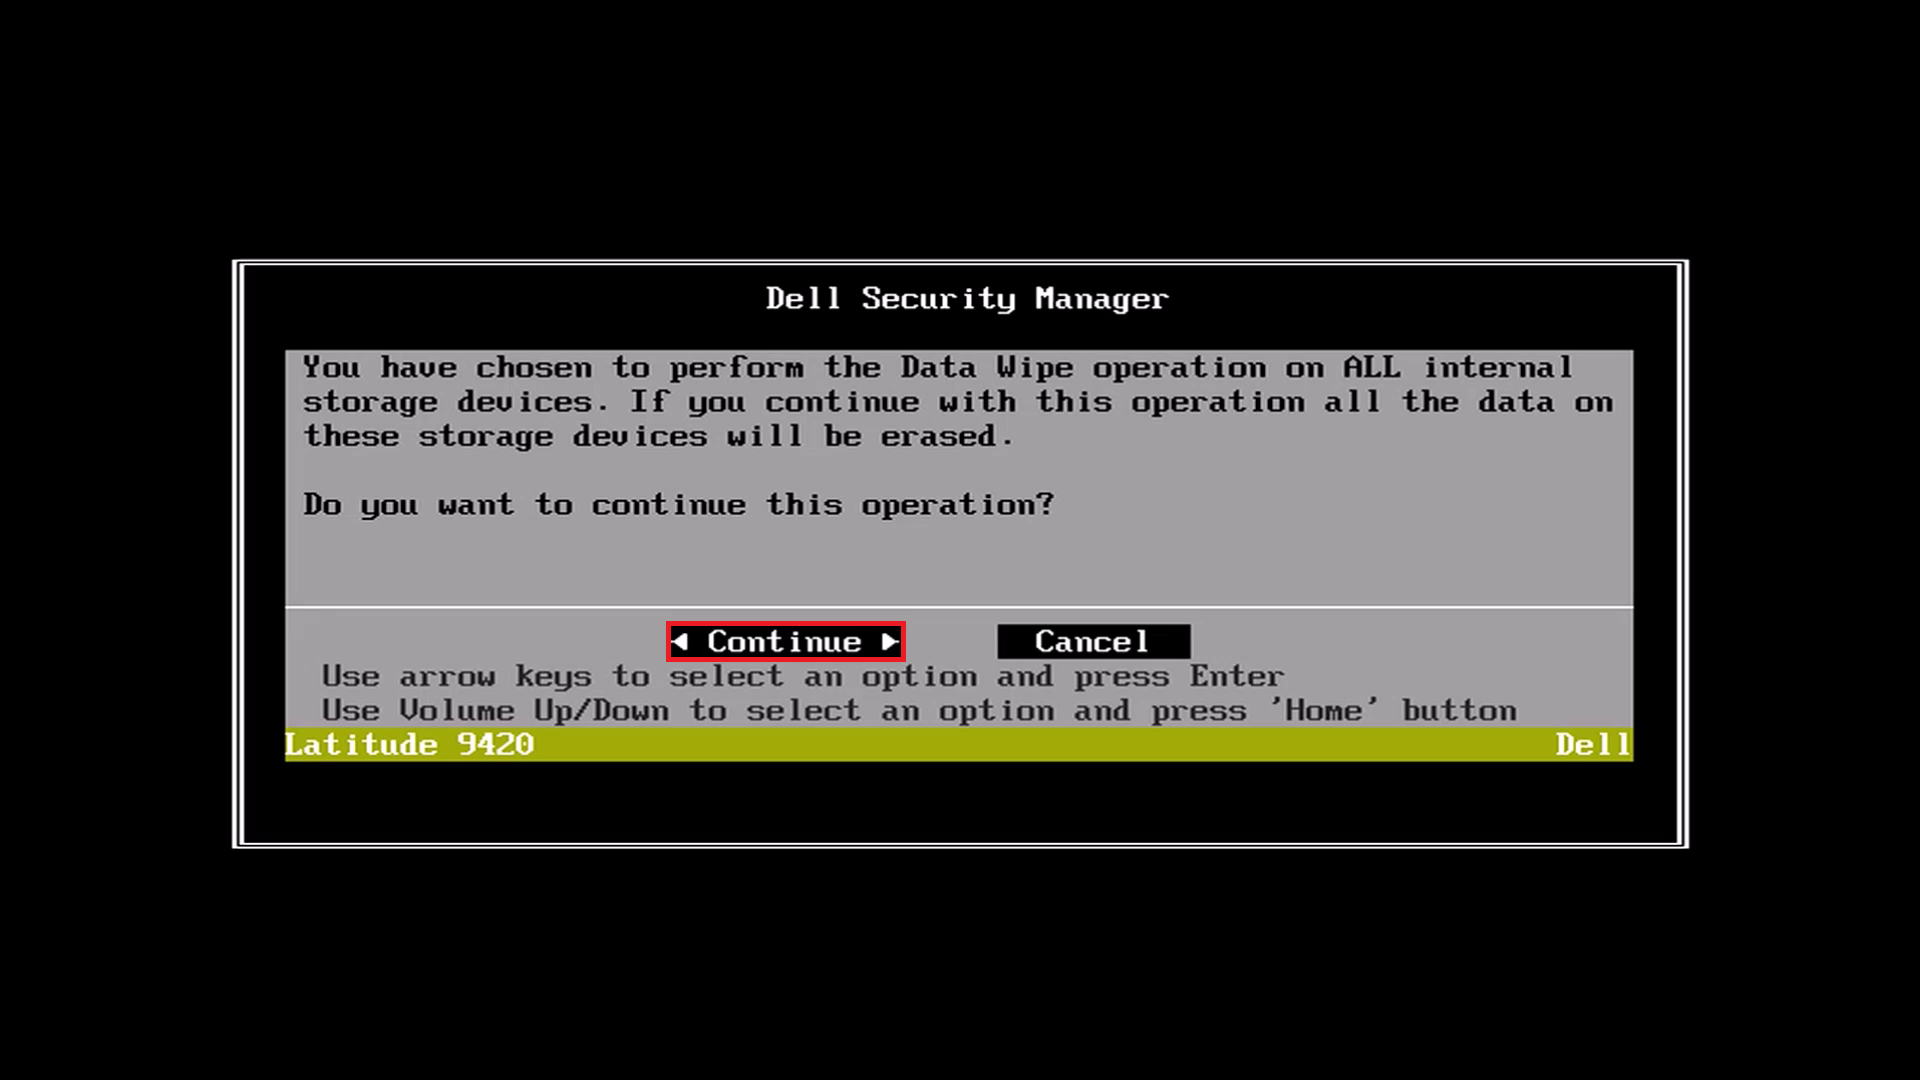 Dell Security Manager
You have chosen to perform the Data Wipe operation on ALL internal
storage devices. If you continue with this operation all the data on
these storage devices will be erased.
Do you want to continue this operation?
◄ Continue ► Cancel
Use arrow keys to select an option and press Enter
Use Volume Up/Down to select an option and press 'Home' button
Latitude 9420 Dell